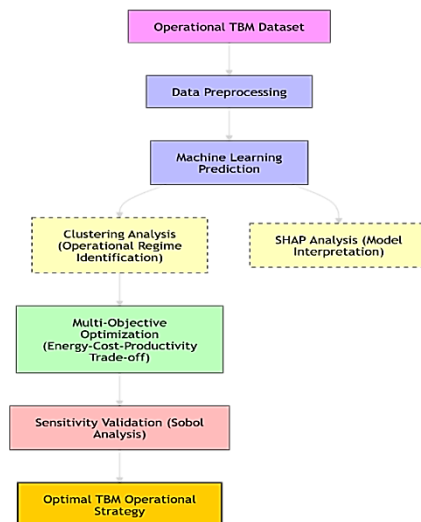 Operational TBM Dataset
Data Preprocessing
Machine Learning
Prediction
Clustering Analysis
(Operational Regime
Identification)
SHAP Analysis (Model
Interpretation)
Multi-Objective
Optimization
(Energy-Cost-Productivity
Trade-off)
Sensitivity Validation (Sobol
Analysis)
Optimal TBM Operational
Strategy